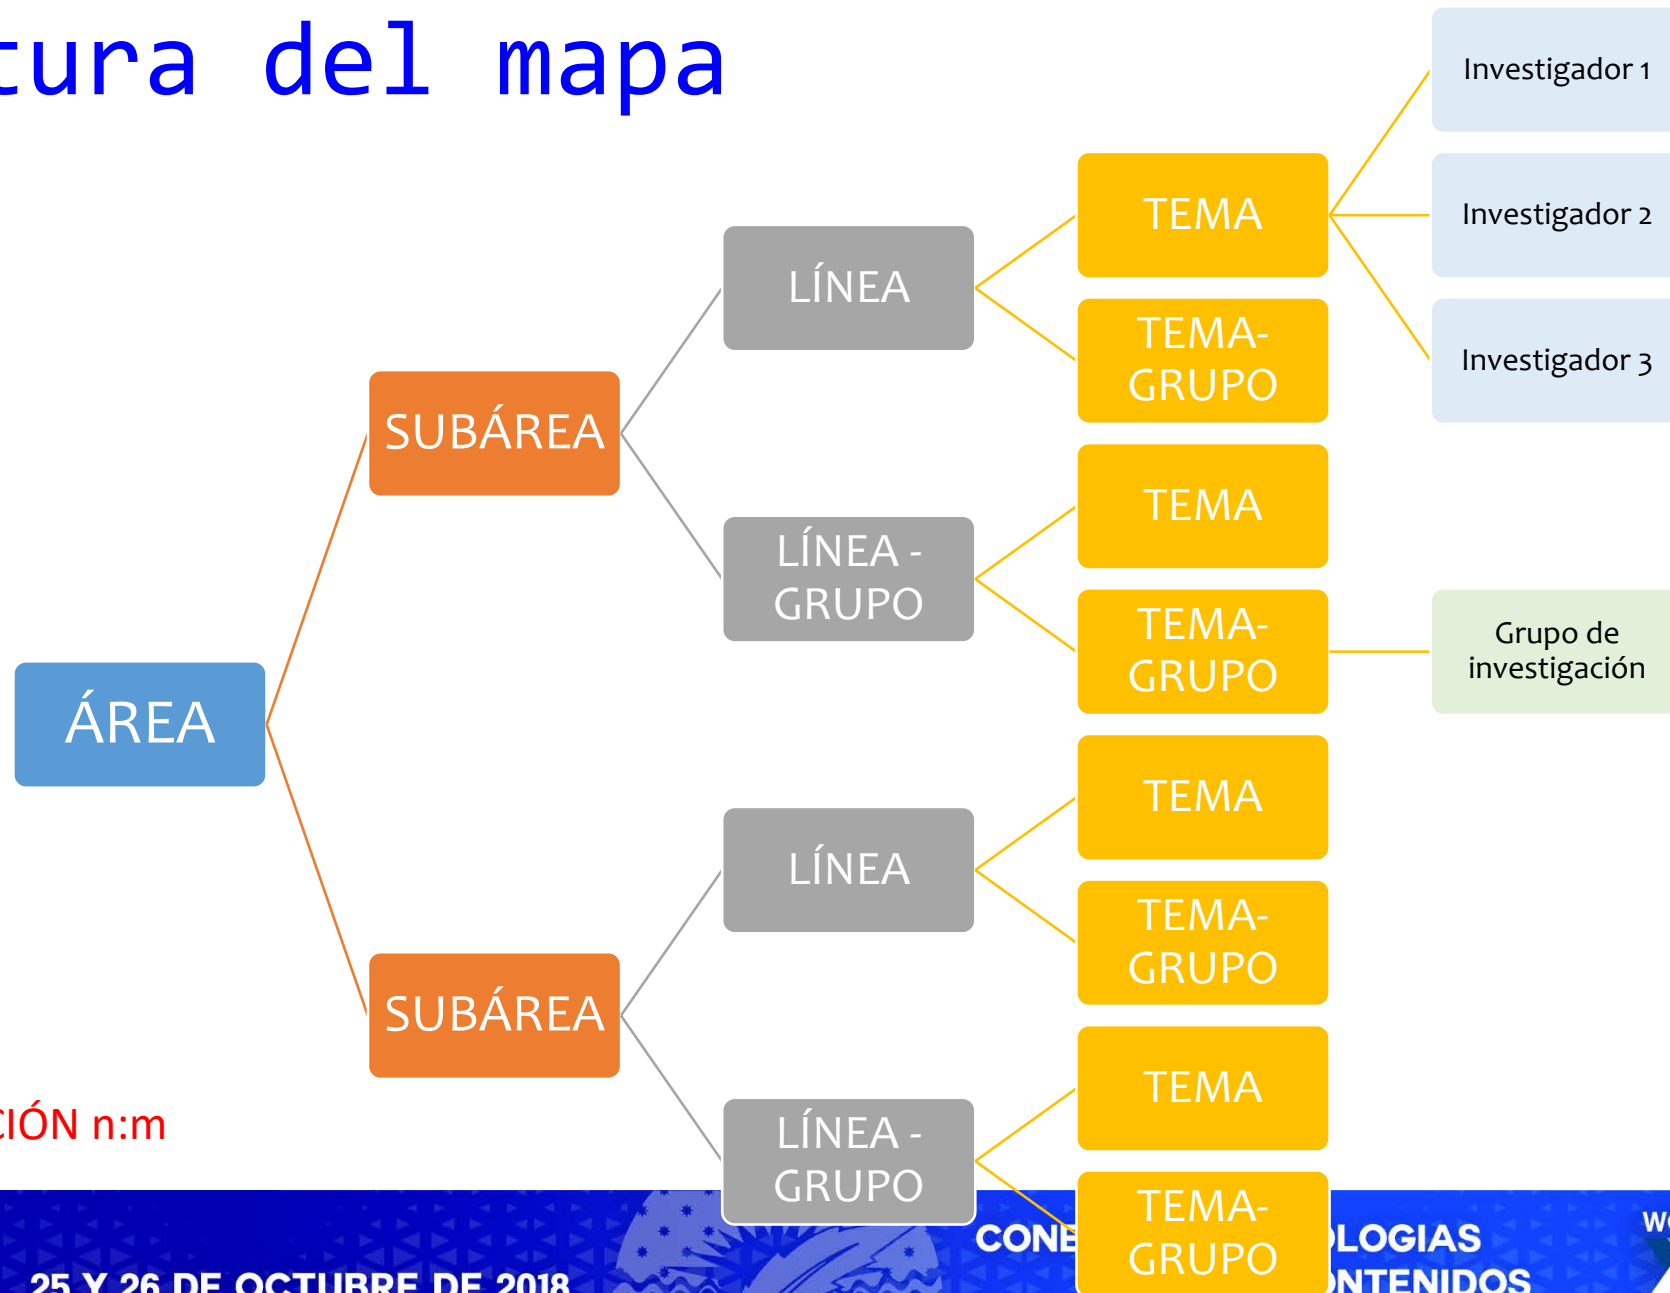 tura del mapa
Investigador 1
TEMA
Investigador 2
LÍNEA
TEMA-
GRUPO
Investigador 3
SUBÁREA
TEMA
LÍNEA -
GRUPO
TEMA-
GRUPO
Grupo de
investigación
ÁREA
TEMA
LÍNEA
TEMA-
GRUPO
SUBÁREA
TEMA
CIÓN n:m
LÍNEA -
GRUPO
TEMA-
GRUPO
CONE
LOGIAS
NTENIDOS
25 Y 26 DE OCTUBRE DE 2018